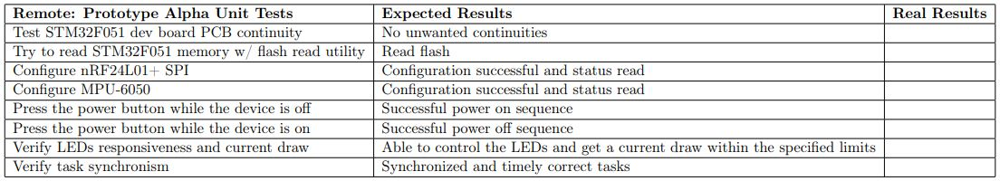 Remote: Prototype Alpha Unit Tests Expected Results Real Results
Test STM32F051 dev board PCB continuity No unwanted continuities
Try to read STM32F051 memory w/ flash read utility Read flash
Configure nRF24L01+ SPI Configuration successful and status read
Configure MPU-6050 Configuration successful and status read
Press the power button while the device is off Successful power on sequence
Press the power button while the device is on Successful power off sequence
Verify LEDs responsiveness and current draw Able to control the LEDs and get a current draw within the specified limits
Verify task synchronism Synchronized and timely correct tasks